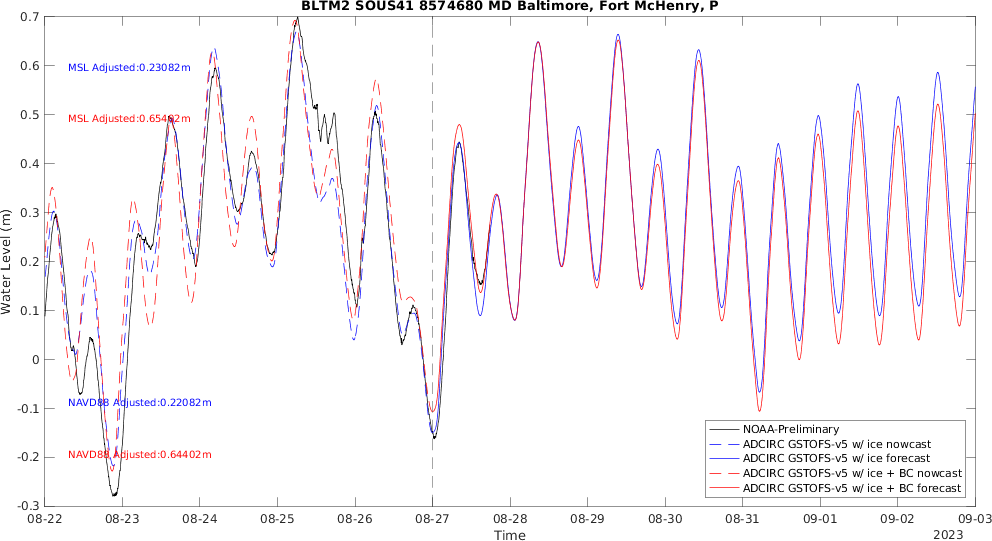 BLTM2 SOUS41 8574680 MD Baltimore, Fort McHenry, P
Water Level (m)
0.7
0.6
0.5
0.4
0.3
0.2
0.1
0
-0.1
-0.2
-0.3
MSL Adjusted:0.23082m
MSL Adjusted:
NAVD88 Adjusted:0.22082m
NAVD88 Adjusted:0.64402m
NOAA-Preliminary
ADCIRC GSTOFS-v5 w/ ice nowcast
ADCIRC GSTOFS-v5 w/ ice forecast
ADCIRC GSTOFS-v5 w/ ice + BC nowcast
ADCIRC GSTOFS-v5 w/ ice + BC forecast
08-22 08-23 08-24 08-25 08-26 08-27 08-28 08-29 08-30 08-31 09-01 09-02 09-03
Time
2023